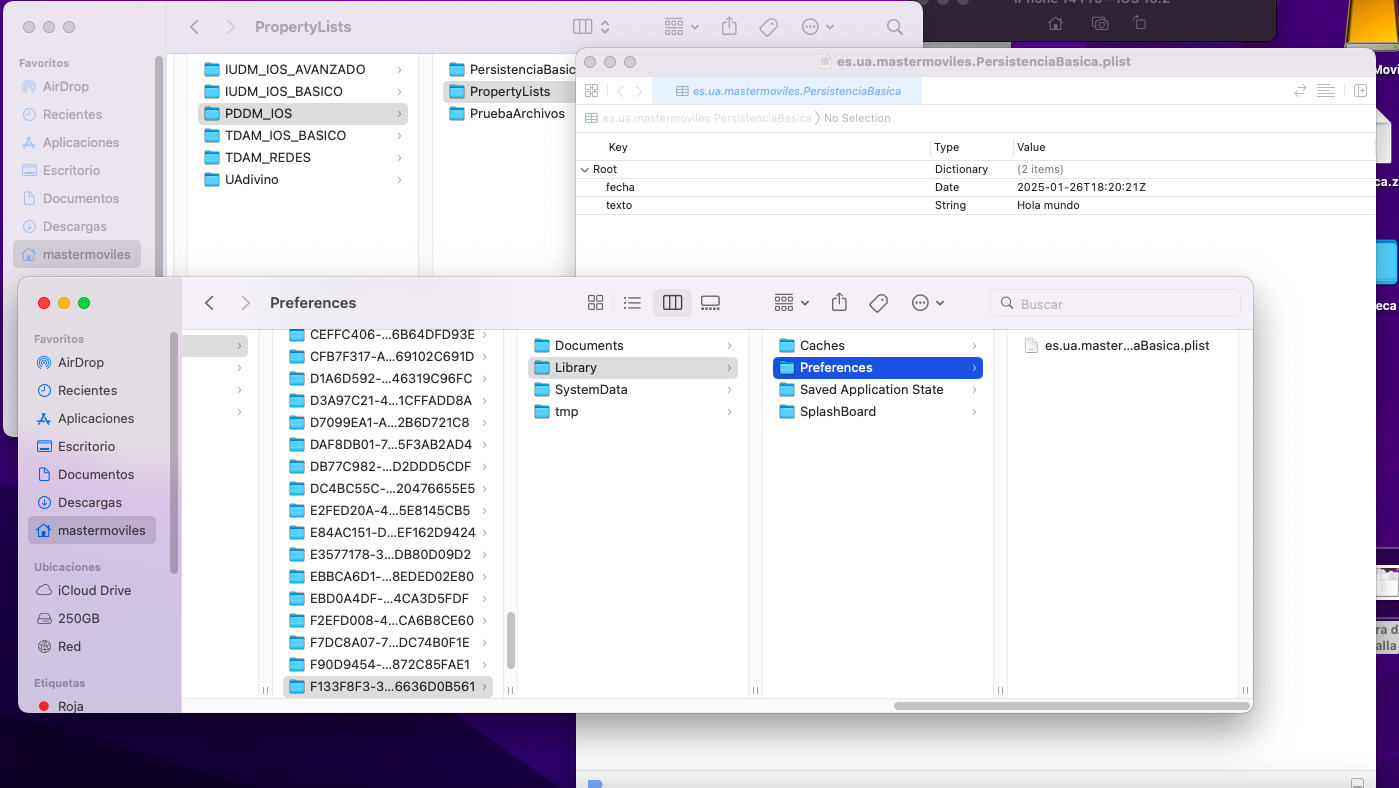 PropertyLists
Favoritos
AirDrop
Recientes
Aplicaciones
Escritorio
Documentos
Descargas
mastermoviles
IUDM_IOS_AVANZADO
IUDM_IOS_BASICO
PDDM_IOS
TDAM_IOS_BASICO
TDAM_REDES
UAdivino
PersistenciaBasic
PropertyLists
PruebaArchivos
es.ua.mastermoviles.PersistenciaBasica.plist
es.ua.mastermoviles.PersistenciaBasica
es.ua.mastermoviles.PersistenciaBasica 〉 No Selection
Key Type Value
Root Dictionary (2 items)
fecha Date 2025-01-26T18:20:21Z
texto String Hola mundo
Preferences
Buscar
Favoritos
AirDrop
Recientes
Aplicaciones
Escritorio
Documentos
Descargas
mastermoviles
Ubicaciones
iCloud Drive
250GB
Red
Etiquetas
Roja
CEFFC406-...6B64DFD93E
CFB7F317-A...69102C691D
D1A6D592-...46319C96FC
D3A97C21-4...1CFFADD8A
D7099EA1-A...2B6D721C8
DAF8DB01-7...5F3AB2AD4
DB77C982-...D2DDD5CDF
DC4BC55C-...20476655E5
E2FED20A-4...5E8145CB5
E84AC151-D...EF162D9424
E3577178-3...DB80D09D2
EBBCA6D1-...8EDED02E80
EBD0A4DF-...4CA3D5FDF
F2EFD008-4...CA6B8CE60
F7DC8A07-7...DC74B0F1E
F90D9454-...872C85FAE1
F133F8F3-3...6636D0B561
Documents
Library
SystemData
tmp
Caches
Preferences
Saved Application State
SplashBoard
es.ua.master...aBasica.plist
Movi
ca.z
eca
ra d
alla